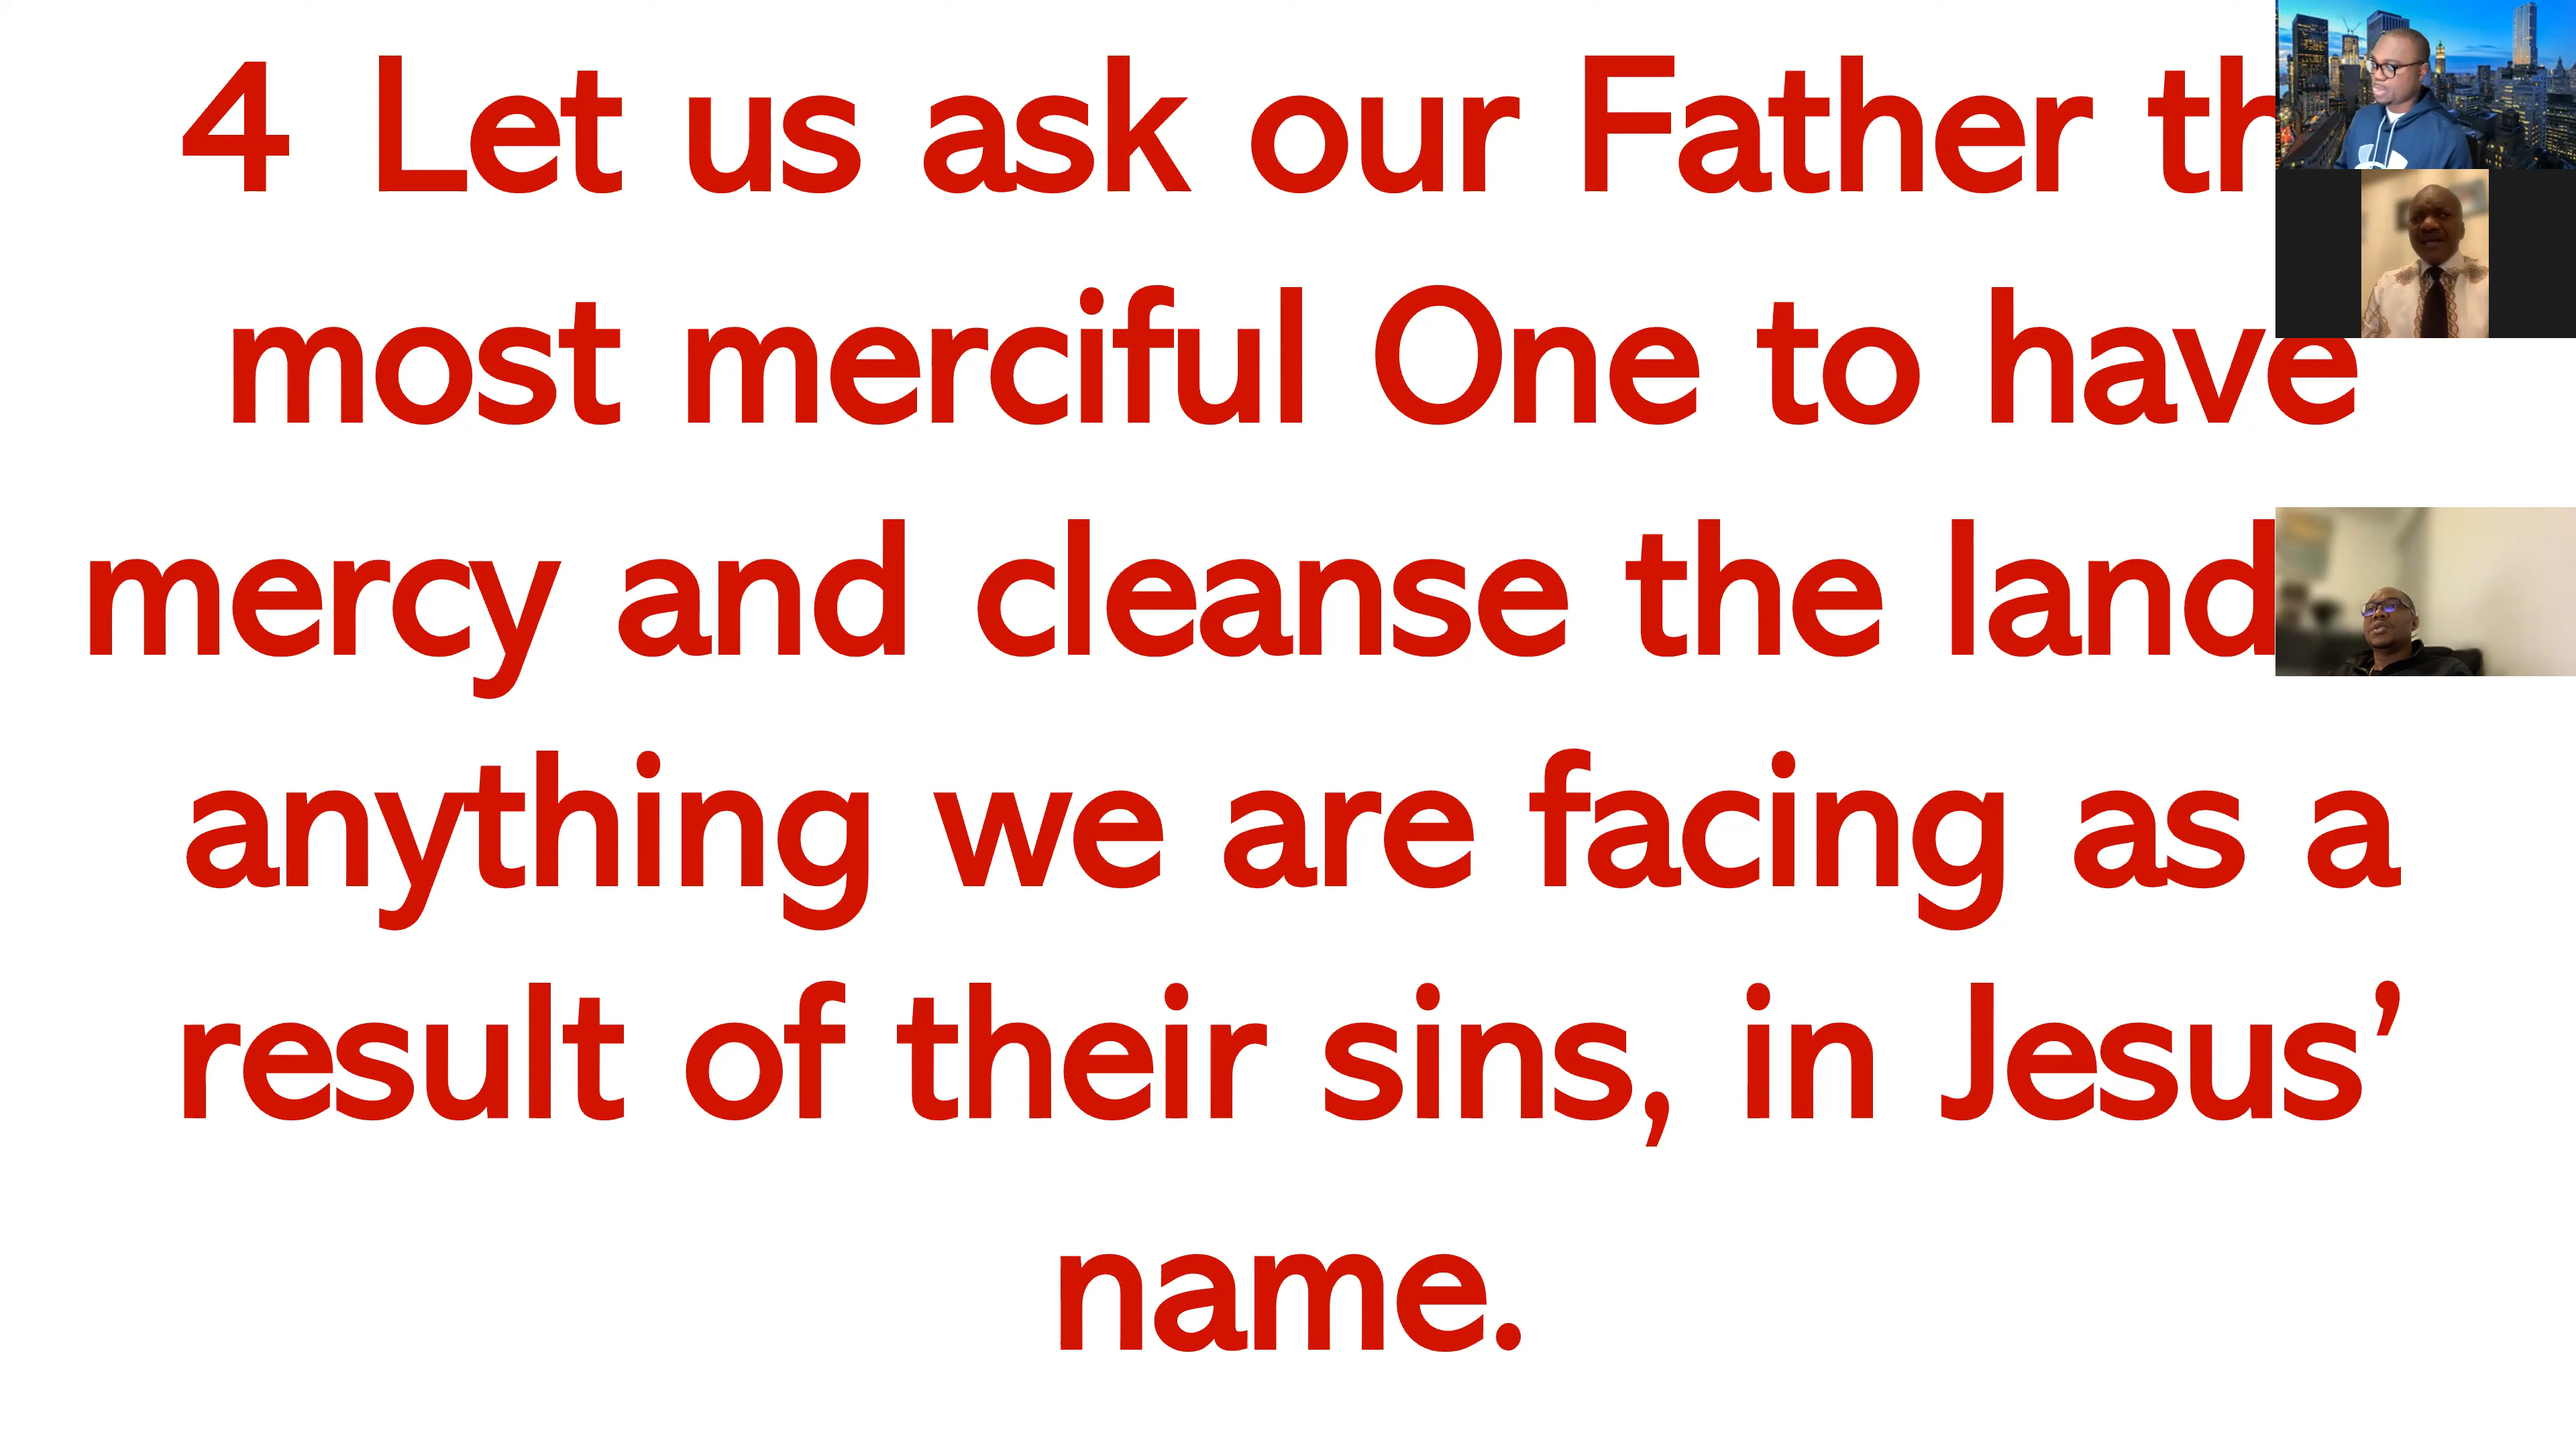 4 Let us ask our Father
most merciful One to have
mercy and cleanse the land
anything we are facing as a
result of their sins, in Jesus’
name.